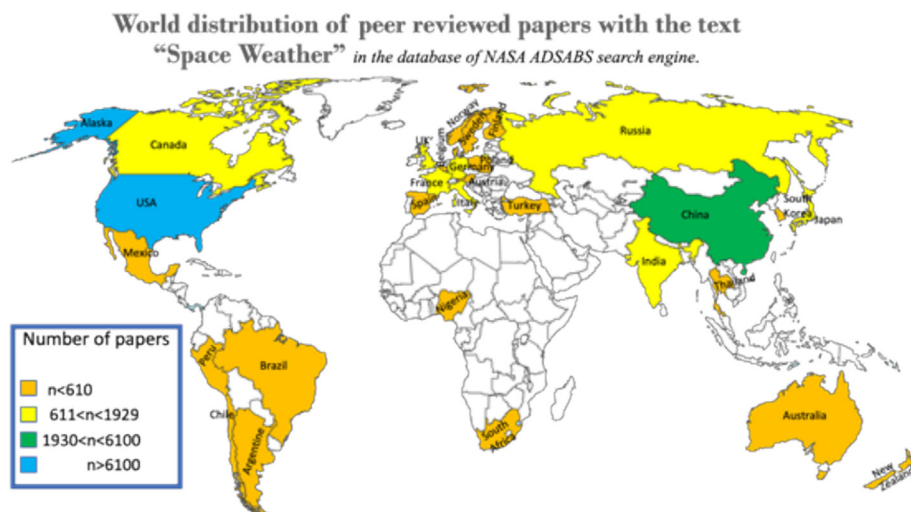 World distribution of peer reviewed papers with the text
“Space Weather” in the database of NASA ADSABS search engine.
Alaska
Canada
USA
Mexico
Peru
Brazil
Chile
Argentine
Norway
Sweden
Finland
UK
Belgium
Germany
Poland
France
Austria
Spain
Italy
Turkey
Russia
China
South
Korea
Japan
India
Thailand
Nigeria
South
Africa
Australia
New
Zealand
Number of papers
n<610
611<n<1929
1930<n<6100
n>6100